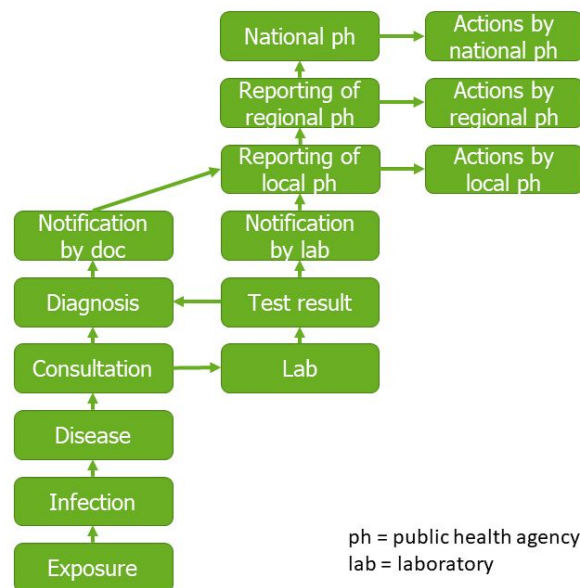 National ph
Actions by
national ph
Reporting of
regional ph
Actions by
regional ph
Reporting of
local ph
Actions by
local ph
Notification
by doc
Notification
by lab
Diagnosis
Test result
Consultation
Lab
Disease
Infection
Exposure
ph = public health agency
lab = laboratory